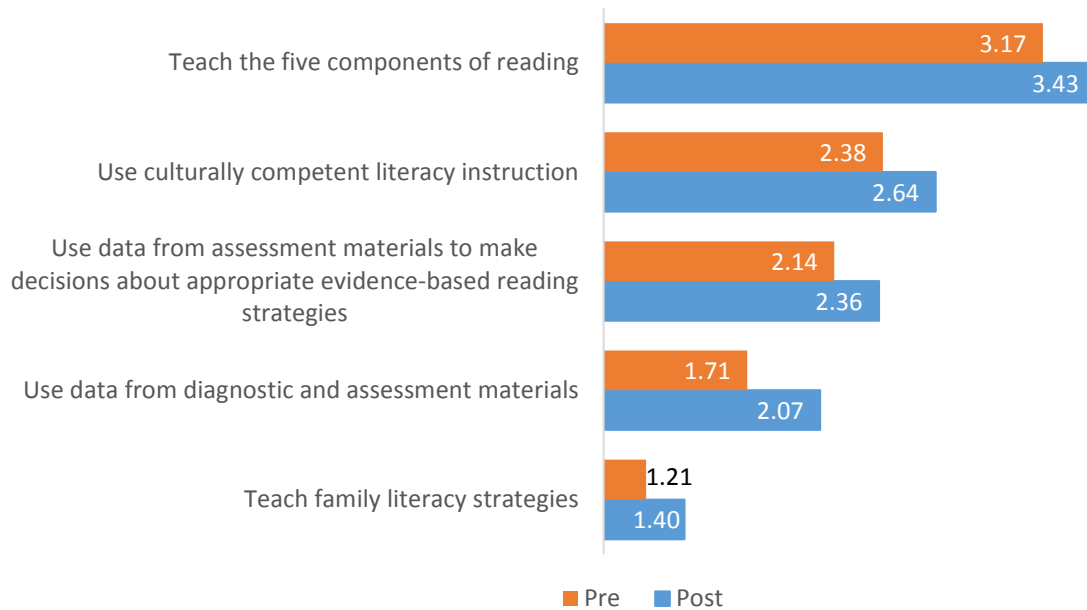 Teach the five components of reading
3.17
3.43
Use culturally competent literacy instruction
2.38
2.64
Use data from assessment materials to make
decisions about appropriate evidence-based reading
strategies
2.14
2.36
Use data from diagnostic and assessment materials
1.71
2.07
Teach family literacy strategies
1.21
1.40
Pre Post